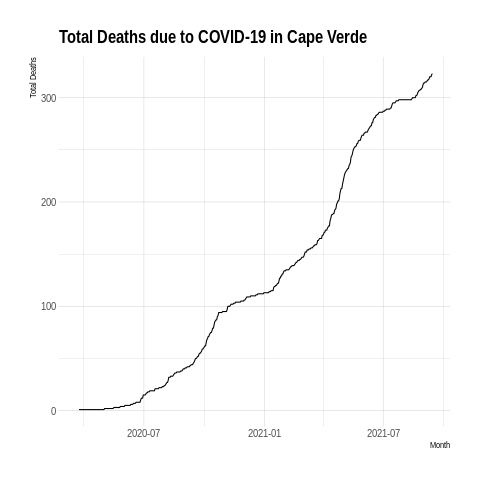 Total Deaths due to COVID-19 in Cape Verde
Total Deaths
300
200
100
0
2020-07 2021-01 2021-07
Month